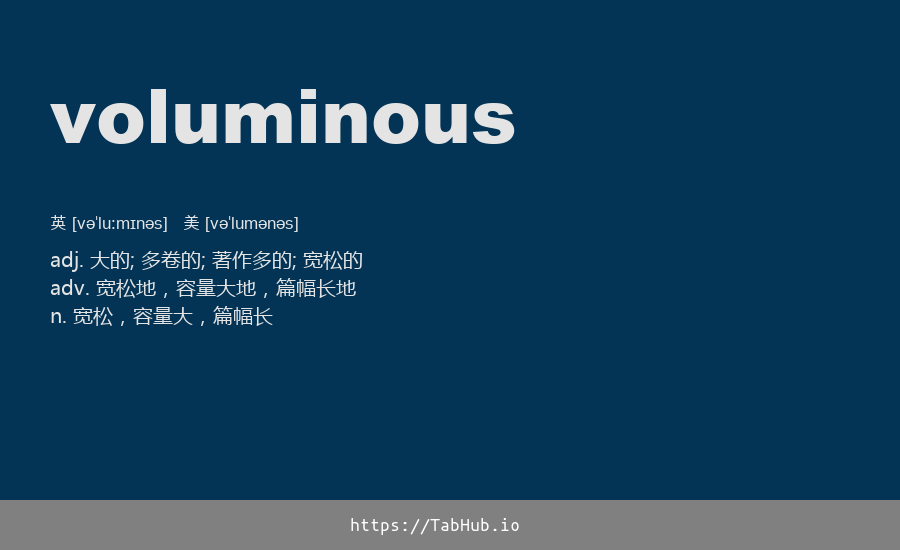 voluminous
英 [vəˈluːmɪnəs] 美 [vəˈlumənəs]
adj. 大的; 多卷的; 著作多的; 宽松的
adv. 宽松地，容量大地，篇幅长地
n. 宽松，容量大，篇幅长
https://TabHub.io